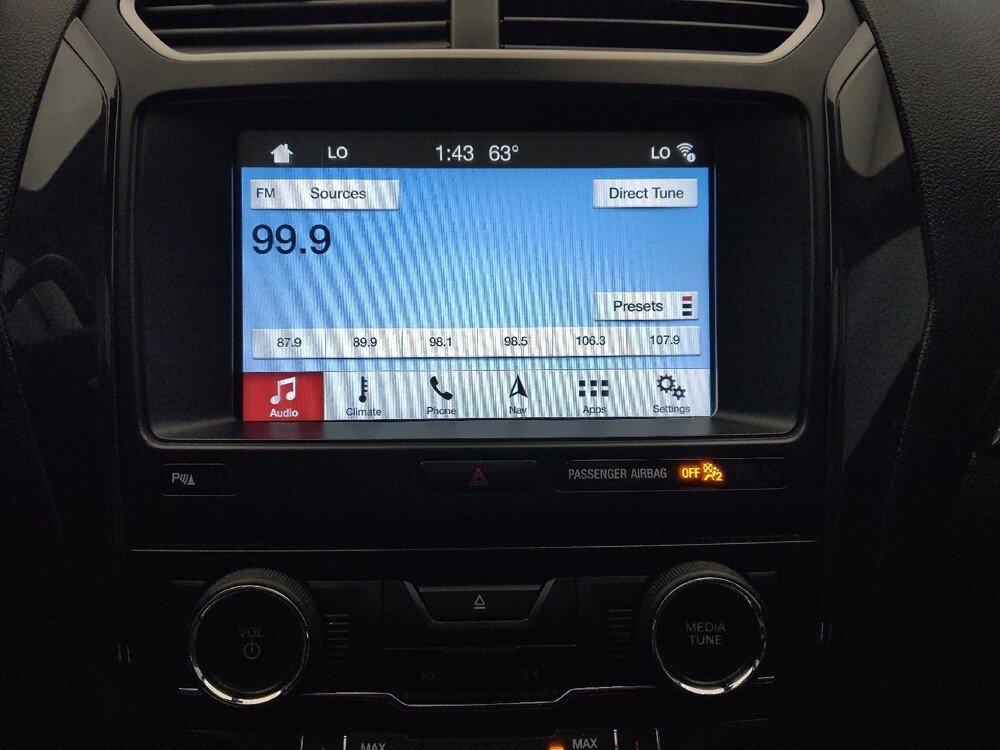 LO 1:43 63° LO
FM Sources Direct Tune
99.9
Presets
87.9 89.9 98.1 98.5 106.3 107.9
Audio Climate Phone Nav Apps Settings
P PASSENGER AIRBAG OFF 2
VOL MEDIA
TUNE
MAX MAX